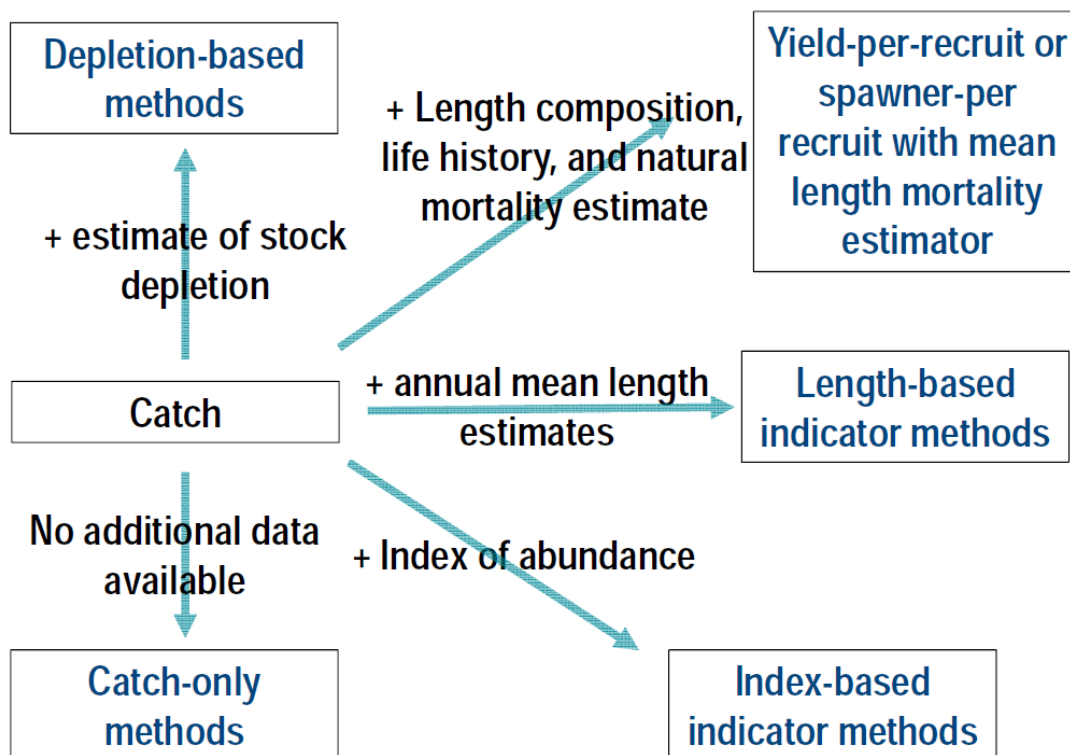 Depletion-based
methods
Yield-per-recruit or
spawner-per
recruit with mean
length mortality
estimator
+ Length composition,
life history, and natural
mortality estimate
+ estimate of stock
depletion
Catch
+ annual mean length
estimates
Length-based
indicator methods
No additional data
available
+ Index of abundance
Catch-only
methods
Index-based
indicator methods